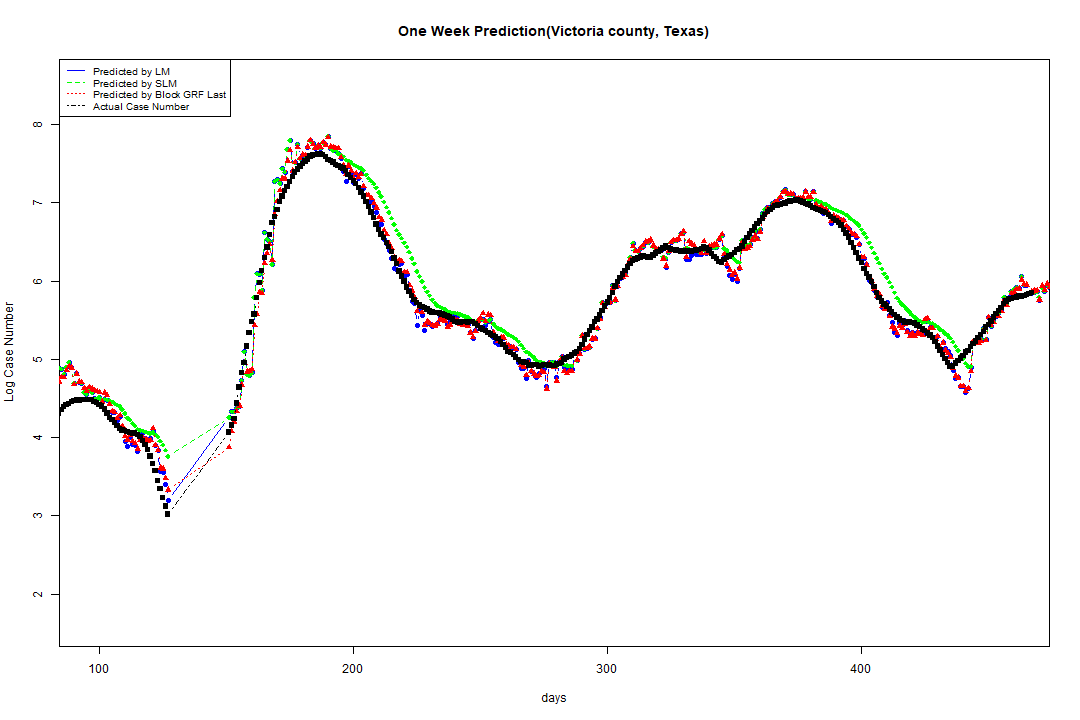 One Week Prediction(Victoria county, Texas)
Predicted by LM
Predicted by SLM
Predicted by Block GRF Last
Actual Case Number
8
7
6
5
4
3
2
Log Case Number
100
200
300
400
days